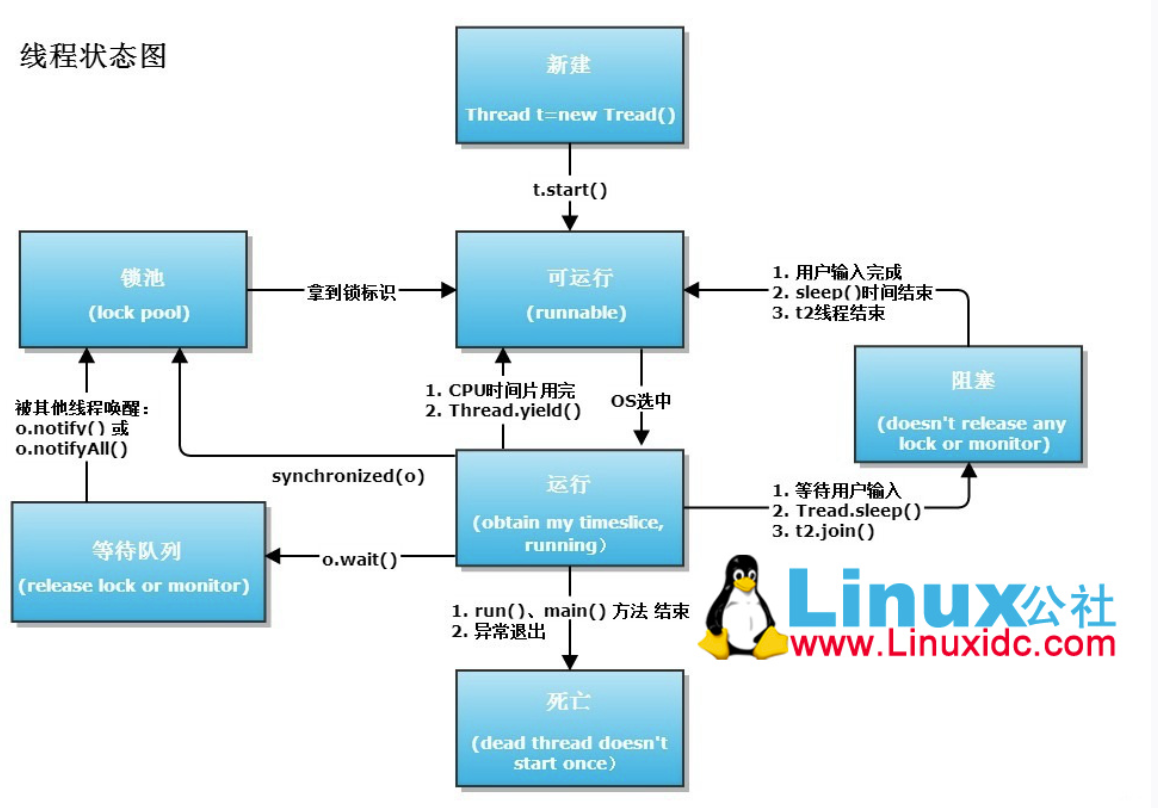 线程状态图
新建
Thread t=new Tread()
t.start()
锁池
(lock pool)
拿到锁标识
可运行
(runnable)
1. 用户输入完成
2. sleep()时间结束
3. t2线程结束
阻塞
(doesn't release any
lock or monitor)
被其他线程唤醒：
o.notify() 或
o.notifyAll()
1. CPU时间片用完
2. Thread.yield()
OS选中
synchronized(o)
运行
(obtain my timeslice,
running）
1. 等待用户输入
2. Tread.sleep()
3. t2.join()
等待队列
(release lock or monitor)
o.wait()
1. run()、main() 方法 结束
2. 异常退出
Linux公社
www.Linuxidc.com
死亡
(dead thread doesn't
start once）